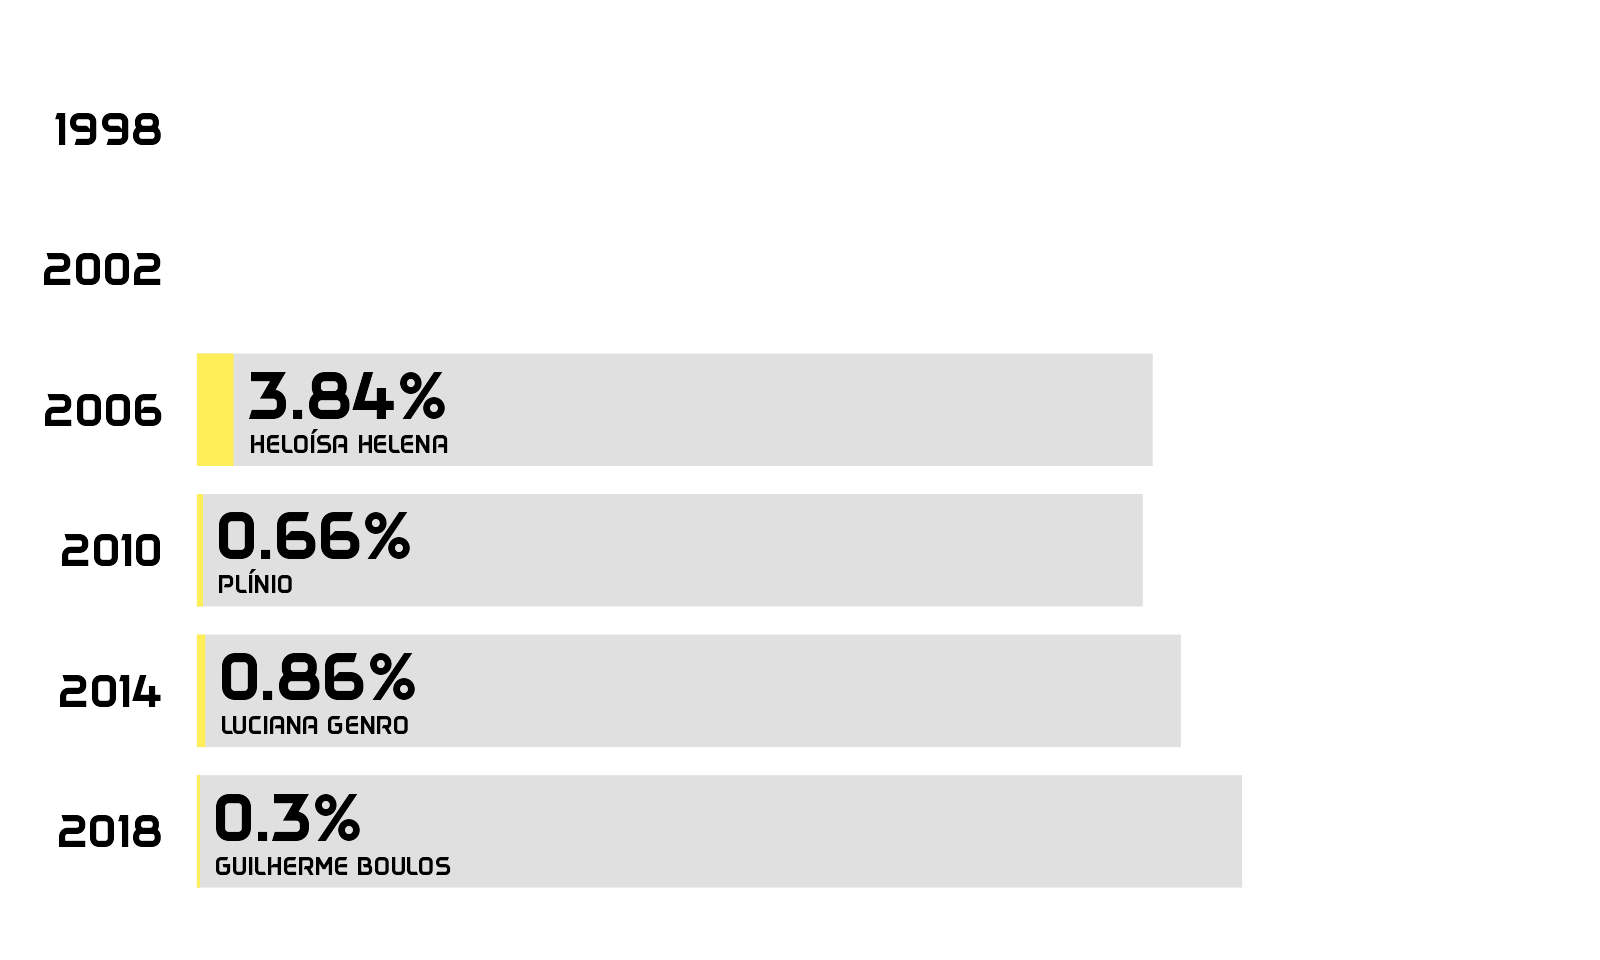 1998
2002
2006
3.84%
HELOÍSA HELENA
2010
0.66%
PLÍNIO
2014
0.86%
LUCIANA GENRO
2018
0.3%
GUILHERME BOULOS